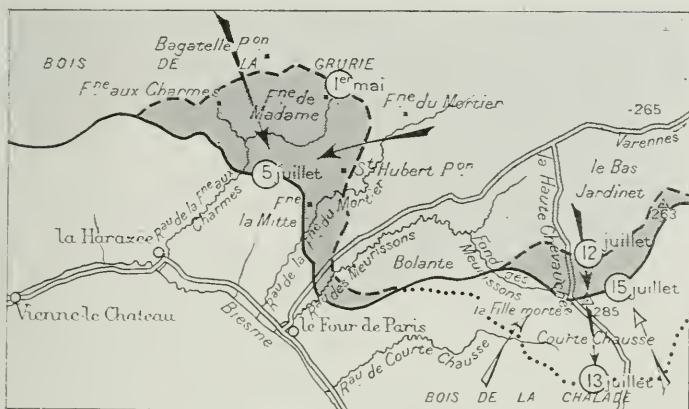 Bagatelle Pon
BOIS DE LA GRURIE
Fne aux Charmes
Fne de
Madame
1er mai
Fne du Mortier
-265
Varennes
le Bas
Jardinet
263
5 juillet
St Hubert Pon
Fne
la Mitte
Rau de la Fne aux
Charmes
Rau de la Fne du Mortier
la Harazée
Rau des Meurissons
Bolante
Fond des
Meurissons
la Haute Chevauchée
12 juillet
15 juillet
285
Vienne-le-Chateau
Biesme
le Four de Paris
la Fille morte
Courte Chausse
Rau de Courte Chausse
13 juillet
BOIS DE LA CHALADE